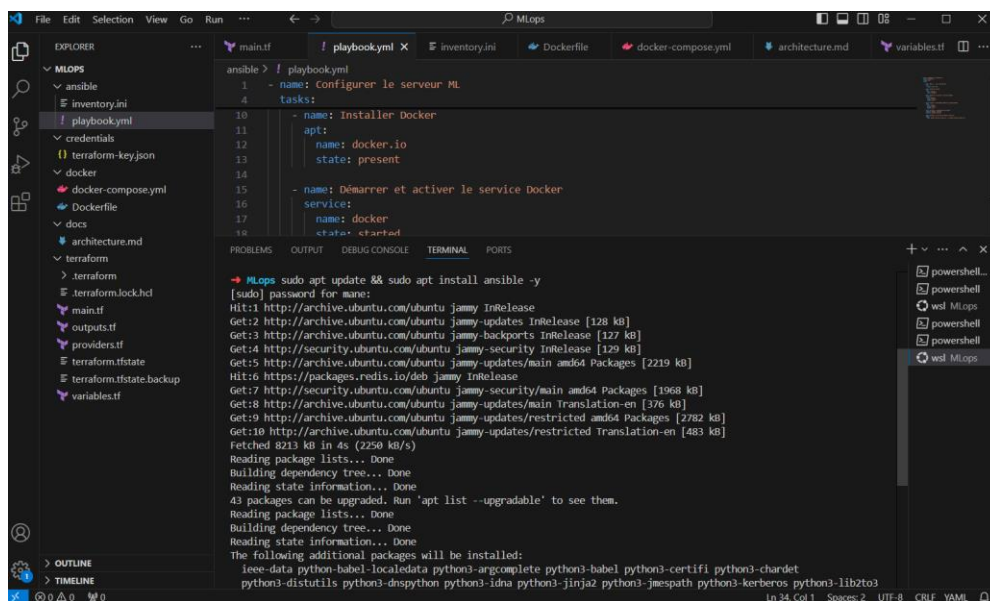 File Edit Selection View Go Run ... MLops
EXPLORER ...
MLOPS
ansible
inventory.ini
playbook.yml
credentials
terraform-key.json
docker
docker-compose.yml
Dockerfile
docs
architecture.md
terraform
.terraform
.terraform.lock.hcl
main.tf
outputs.tf
providers.tf
terraform.tfstate
terraform.tfstate.backup
variables.tf
OUTLINE
TIMELINE
main.tf playbook.yml inventory.ini Dockerfile docker-compose.yml architecture.md variables.tf
ansible > playbook.yml
1 - name: Configurer le serveur ML
4 tasks:
10 - name: Installer Docker
11 apt:
12 name: docker.io
13 state: present
14
15 - name: Démarrer et activer le service Docker
16 service:
17 name: docker
18 state: started
PROBLEMS OUTPUT DEBUG CONSOLE TERMINAL PORTS
→ MLops sudo apt update && sudo apt install ansible -y
[sudo] password for mane:
Hit:1 http://archive.ubuntu.com/ubuntu jammy InRelease
Get:2 http://archive.ubuntu.com/ubuntu jammy-updates InRelease [128 kB]
Get:3 http://archive.ubuntu.com/ubuntu jammy-backports InRelease [127 kB]
Get:4 http://security.ubuntu.com/ubuntu jammy-security InRelease [129 kB]
Get:5 http://archive.ubuntu.com/ubuntu jammy-updates/main amd64 Packages [2219 kB]
Hit:6 https://packages.redis.io/deb jammy InRelease
Get:7 http://security.ubuntu.com/ubuntu jammy-security/main amd64 Packages [1968 kB]
Get:8 http://archive.ubuntu.com/ubuntu jammy-updates/main Translation-en [376 kB]
Get:9 http://archive.ubuntu.com/ubuntu jammy-updates/restricted amd64 Packages [2782 kB]
Get:10 http://archive.ubuntu.com/ubuntu jammy-updates/restricted Translation-en [483 kB]
Fetched 8213 kB in 4s (2250 kB/s)
Reading package lists... Done
Building dependency tree... Done
Reading state information... Done
43 packages can be upgraded. Run 'apt list --upgradable' to see them.
Reading package lists... Done
Building dependency tree... Done
Reading state information... Done
The following additional packages will be installed:
ieee-data python-babel-localedata python3-argcomplete python3-babel python3-certifi python3-chardet
python3-distutils python3-dnspython python3-idna python3-jinja2 python3-jmespath python3-kerberos python3-lib2to3
powershell...
powershell
wsl MLops
powershell
powershell
wsl MLops
0 0 0 Ln 34, Col 1 Spaces: 2 UTF-8 CRLF YAML